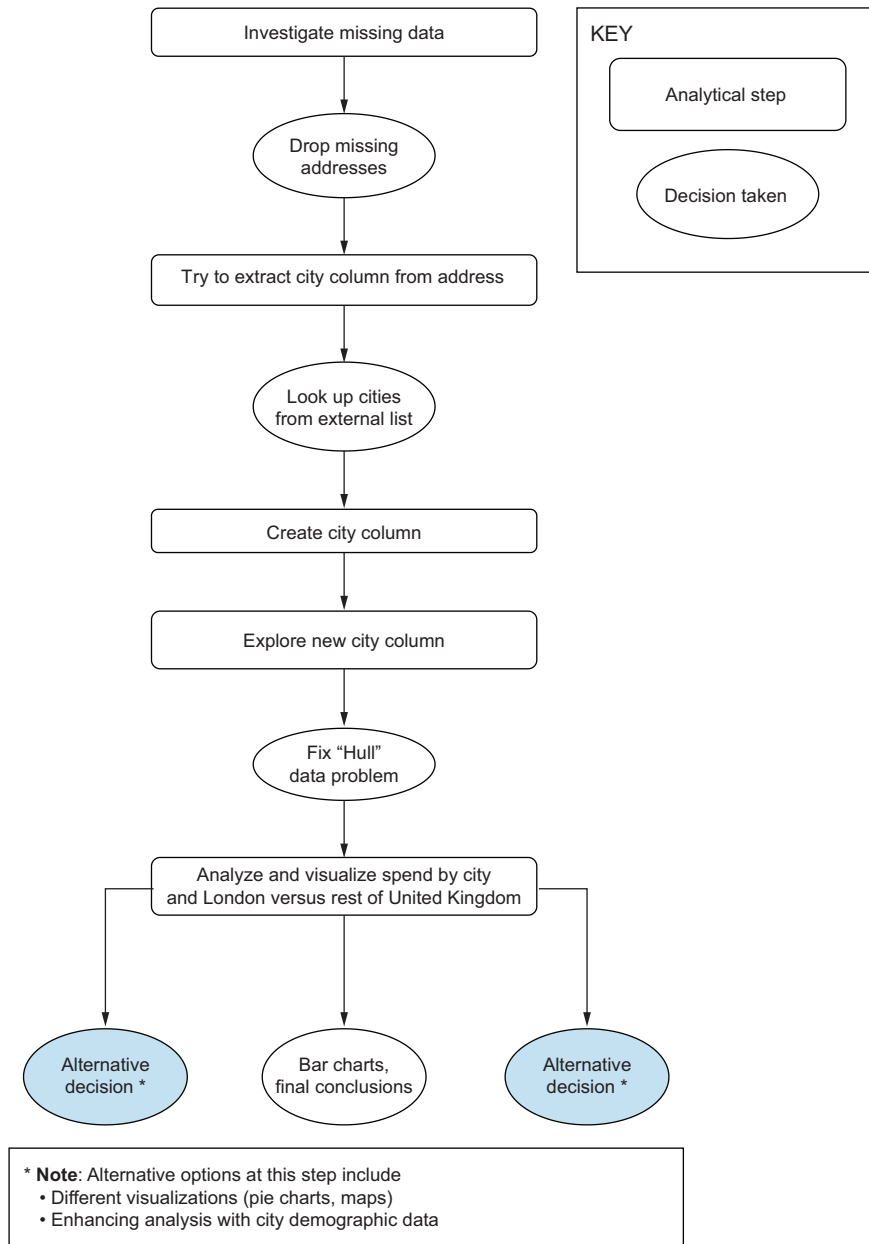 Investigate missing data
Drop missing
addresses
Try to extract city column from address
Look up cities
from external list
Create city column
Explore new city column
Fix “Hull”
data problem
Analyze and visualize spend by city
and London versus rest of United Kingdom
Alternative
decision *
Bar charts,
final conclusions
Alternative
decision *
KEY
Analytical step
Decision taken
* Note: Alternative options at this step include
• Different visualizations (pie charts, maps)
• Enhancing analysis with city demographic data